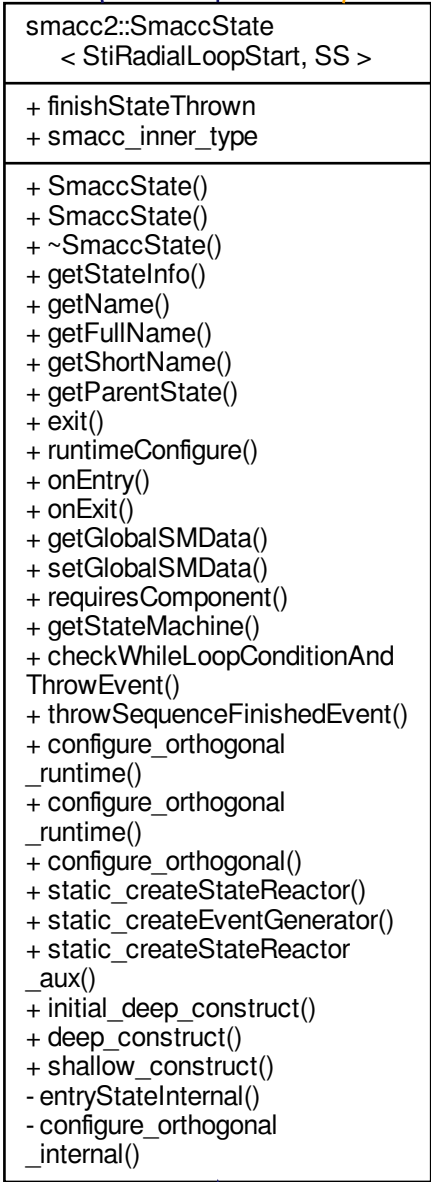 smacc2::SmaccState
< StiRadialLoopStart, SS >
+ finishStateThrown
+ smacc_inner_type
+ SmaccState()
+ SmaccState()
+ ~SmaccState()
+ getStateInfo()
+ getName()
+ getFullName()
+ getShortName()
+ getParentState()
+ exit()
+ runtimeConfigure()
+ onEntry()
+ onExit()
+ getGlobalSMData()
+ setGlobalSMData()
+ requiresComponent()
+ getStateMachine()
+ checkWhileLoopConditionAnd
ThrowEvent()
+ throwSequenceFinishedEvent()
+ configure_orthogonal
_runtime()
+ configure_orthogonal
_runtime()
+ configure_orthogonal()
+ static_createStateReactor()
+ static_createEventGenerator()
+ static_createStateReactor
_aux()
+ initial_deep_construct()
+ deep_construct()
+ shallow_construct()
- entryStateInternal()
- configure_orthogonal
_internal()